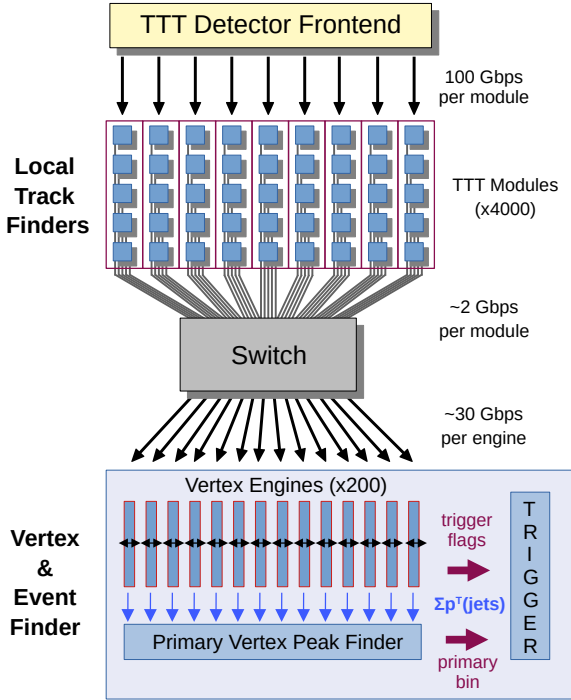 TTT Detector Frontend
100 Gbps
per module
Local
Track
Finders
TTT Modules
(x4000)
~2 Gbps
per module
Switch
~30 Gbps
per engine
Vertex Engines (x200)
Vertex
&
Event
Finder
trigger
flags
Σpᵀ(jets)
Primary Vertex Peak Finder
primary
bin
T
R
I
G
G
E
R